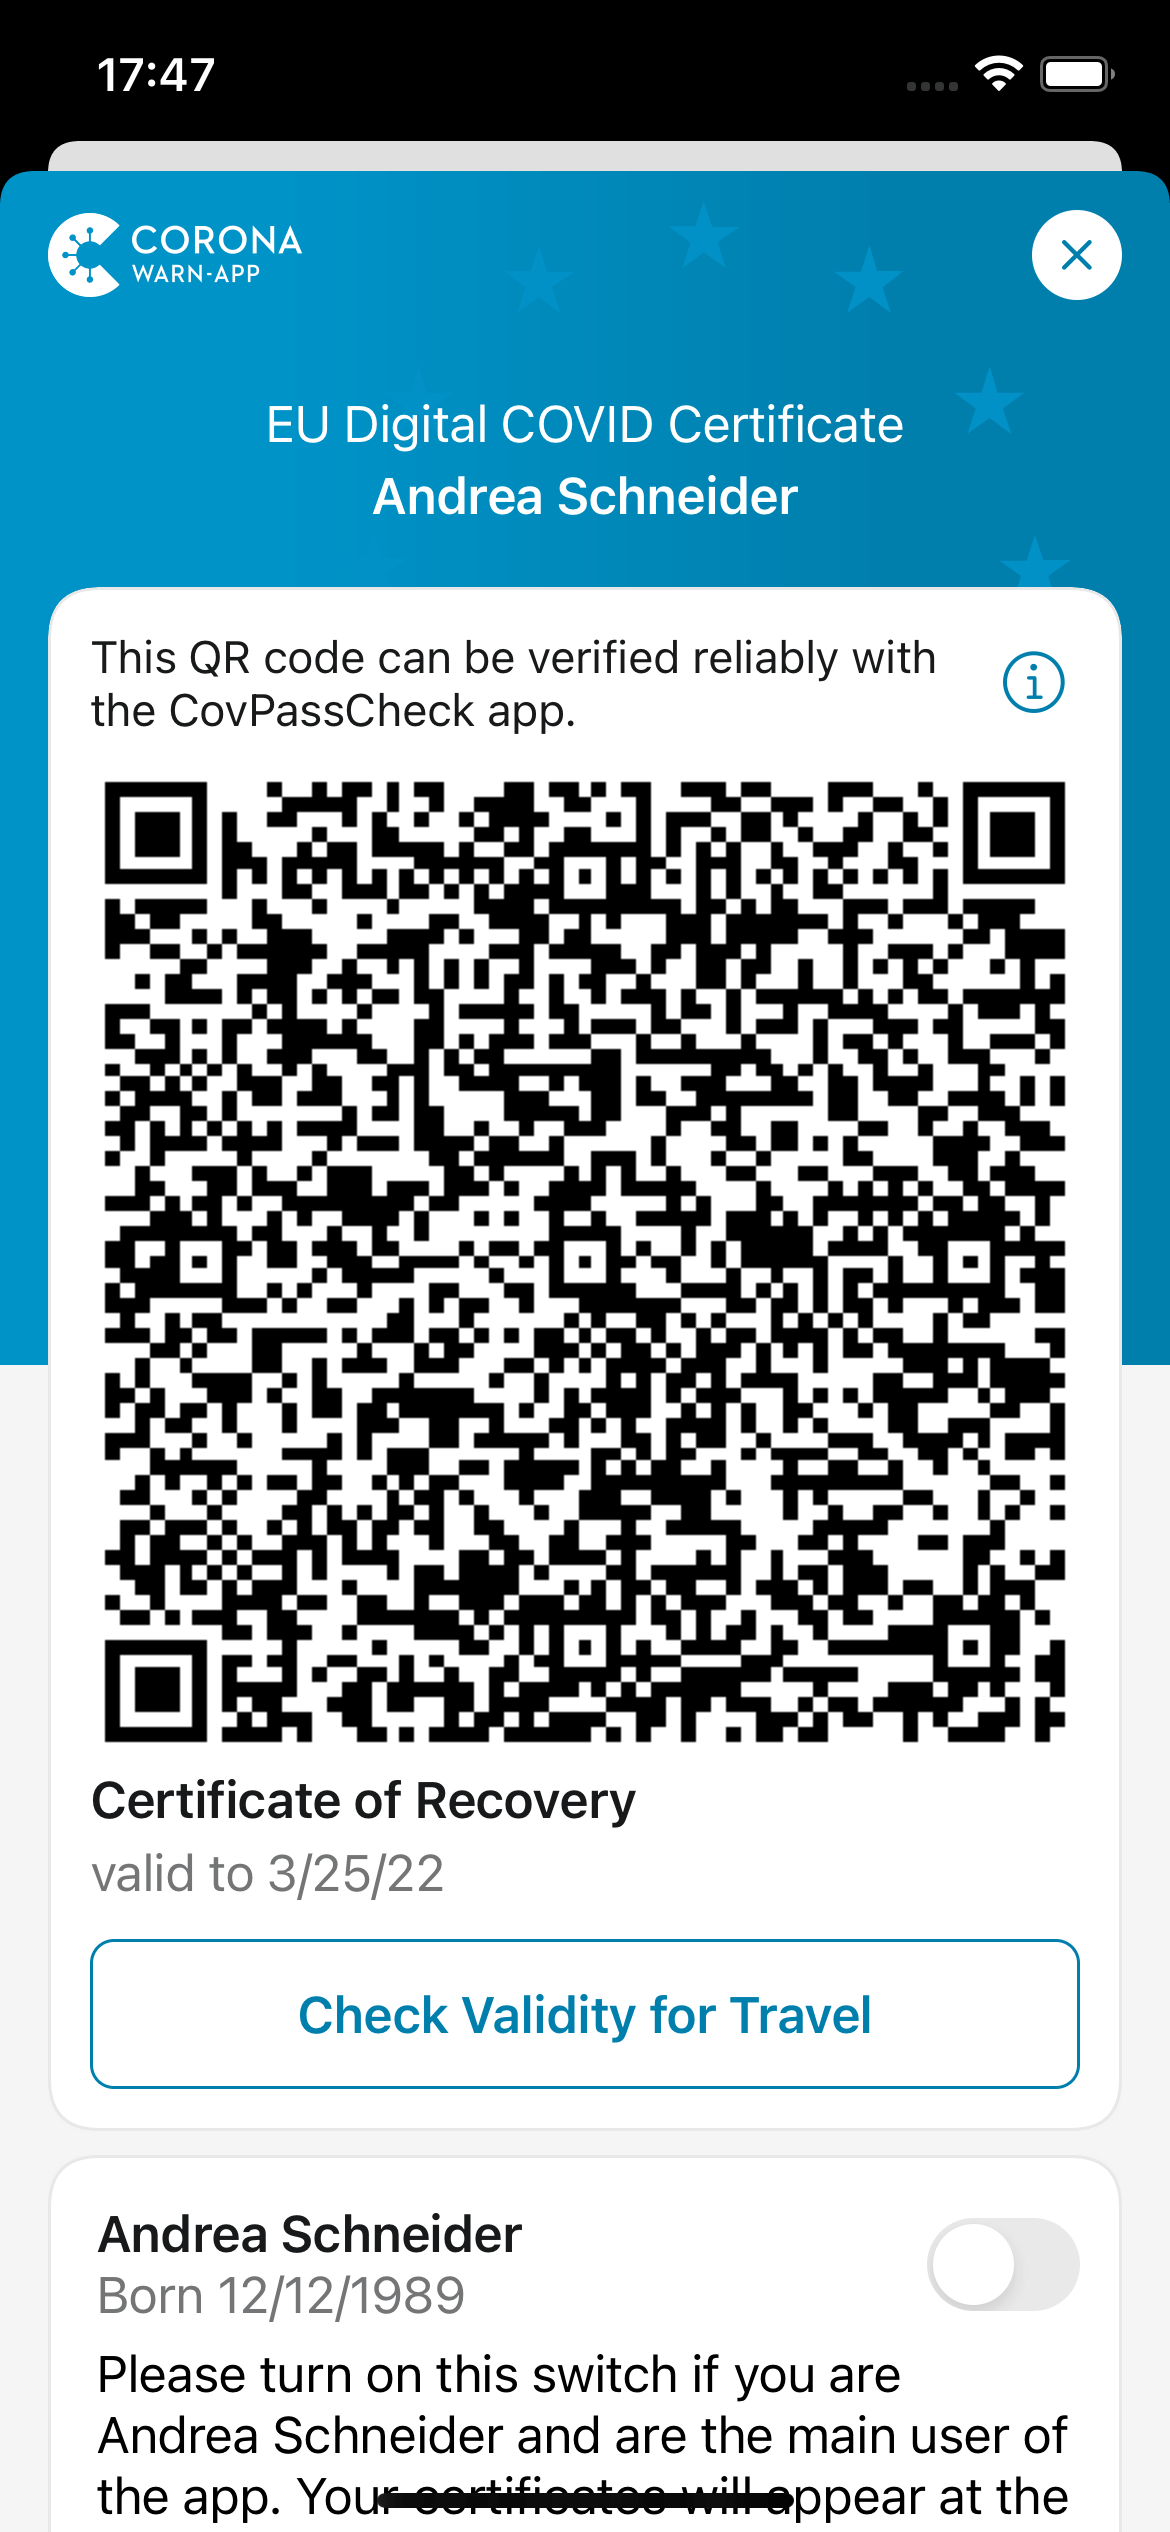 17:47
CORONA
WARN-APP
EU Digital COVID Certificate
Andrea Schneider
This QR code can be verified reliably with
the CovPassCheck app.
Certificate of Recovery
valid to 3/25/22
Check Validity for Travel
Andrea Schneider
Born 12/12/1989
Please turn on this switch if you are
Andrea Schneider and are the main user of
the app. Your certificates will appear at the